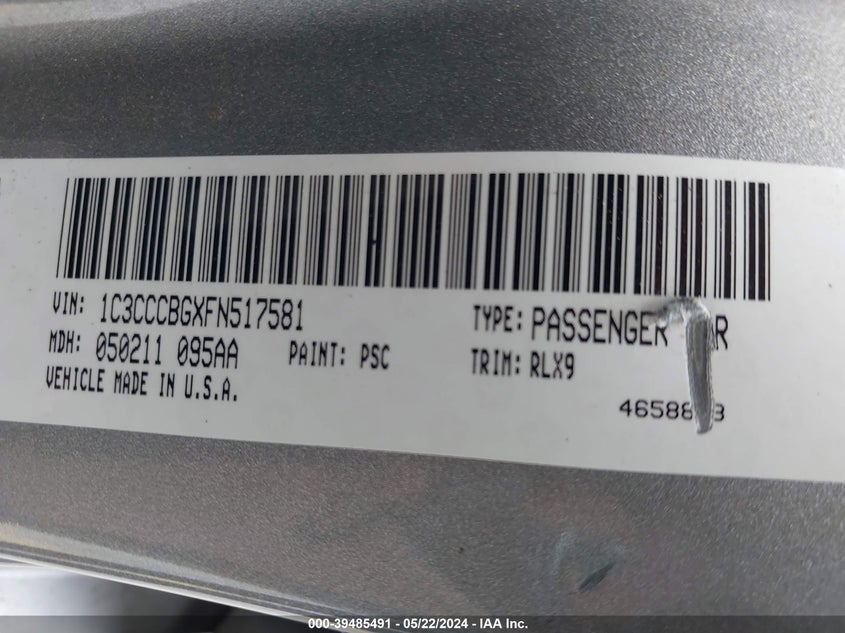 VIN: 1C3CCCBGXFN517581
TYPE: PASSENGER
MDH: 050211 095AA
PAINT: PSC
TRIM: RLX9
VEHICLE MADE IN U.S.A.
000-39485491 - 05/22/2024 - IAA Inc.